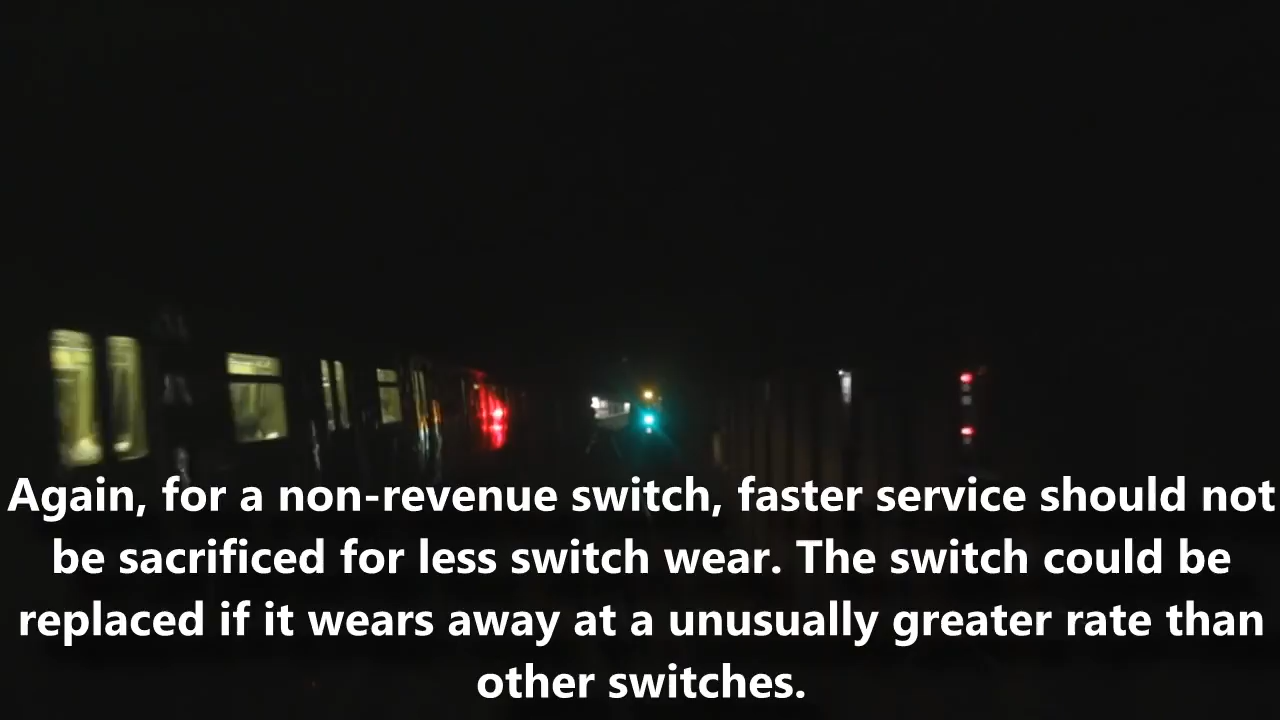 Again, for a non-revenue switch, faster service should not
be sacrificed for less switch wear. The switch could be
replaced if it wears away at a unusually greater rate than
other switches.